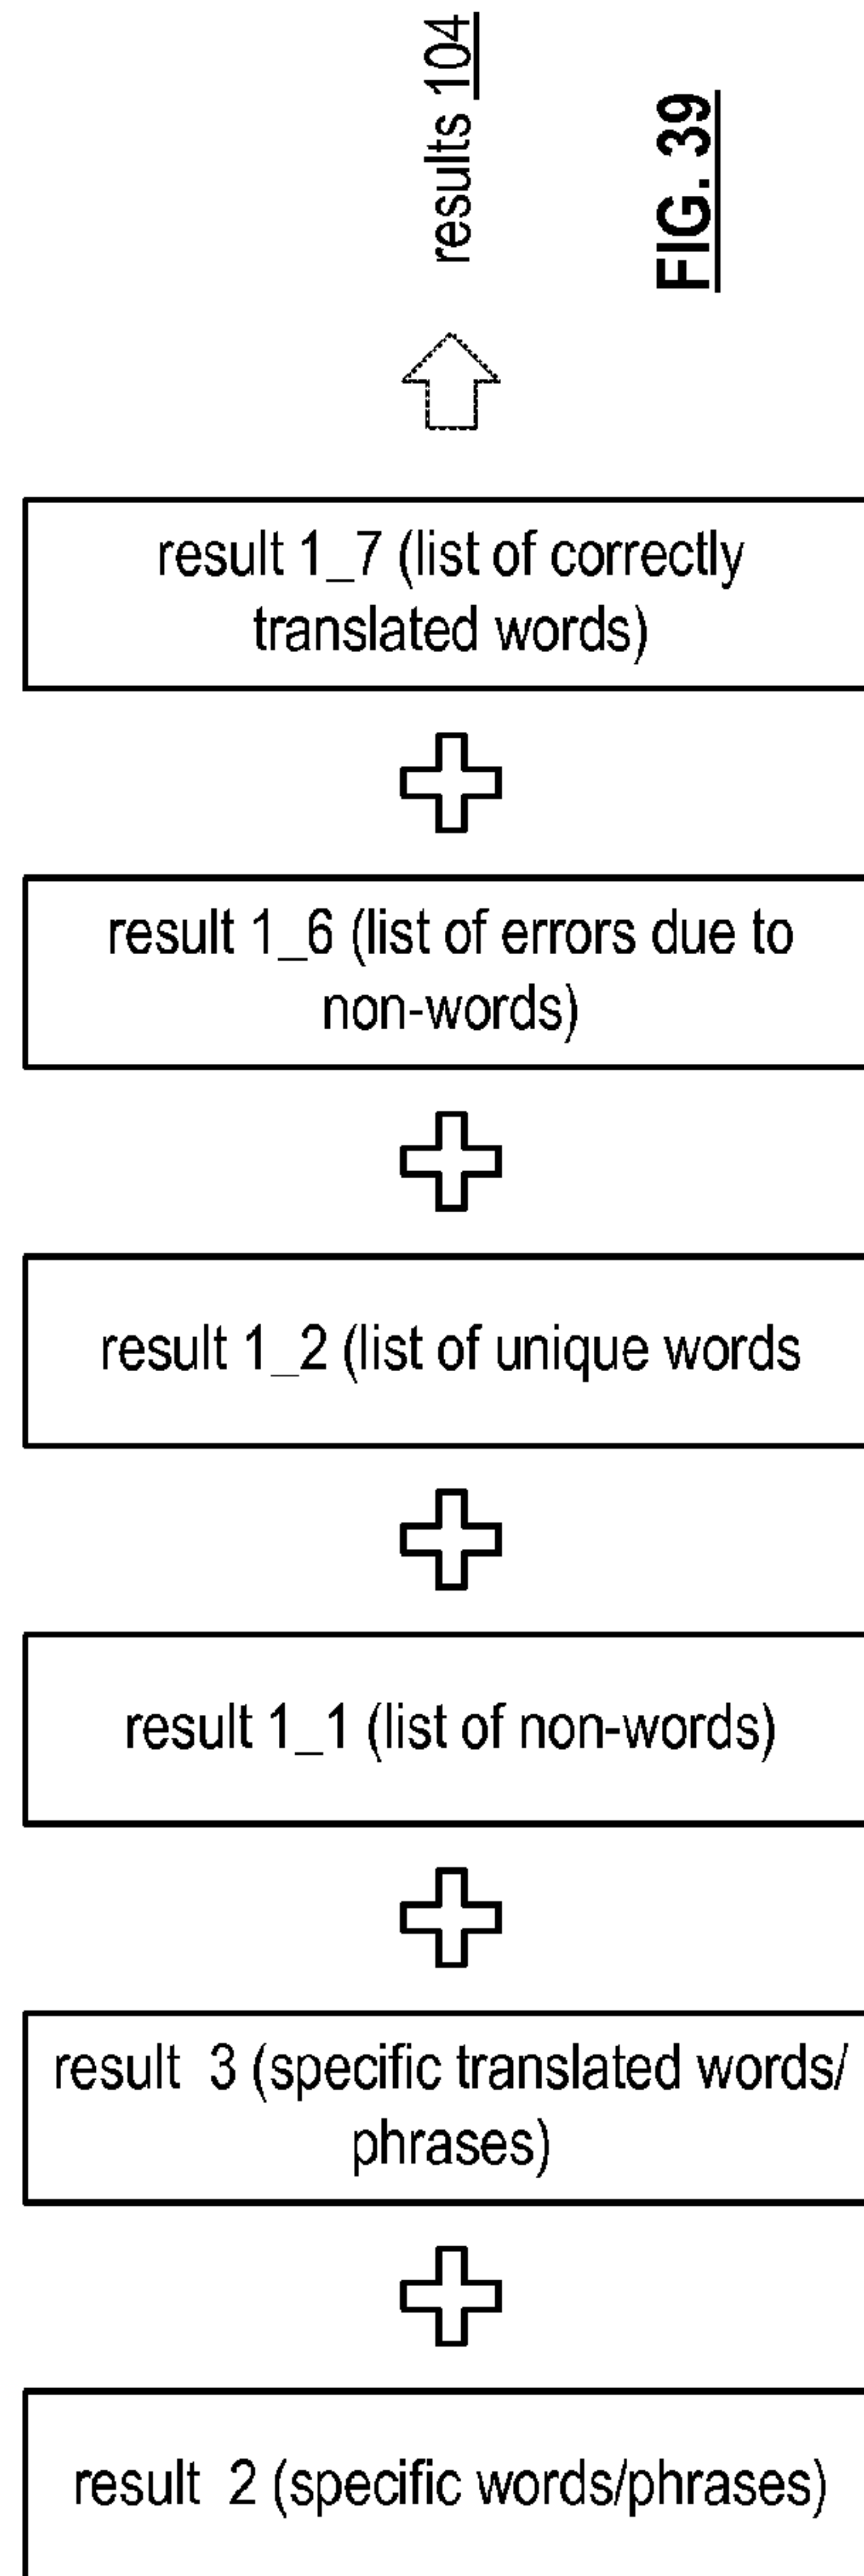 results 104
FIG. 39
result 1_7 (list of correctly
translated words)
result 1_6 (list of errors due to
non-words)
result 1_2 (list of unique words
result 1_1 (list of non-words)
result 3 (specific translated words/
phrases)
result 2 (specific words/phrases)